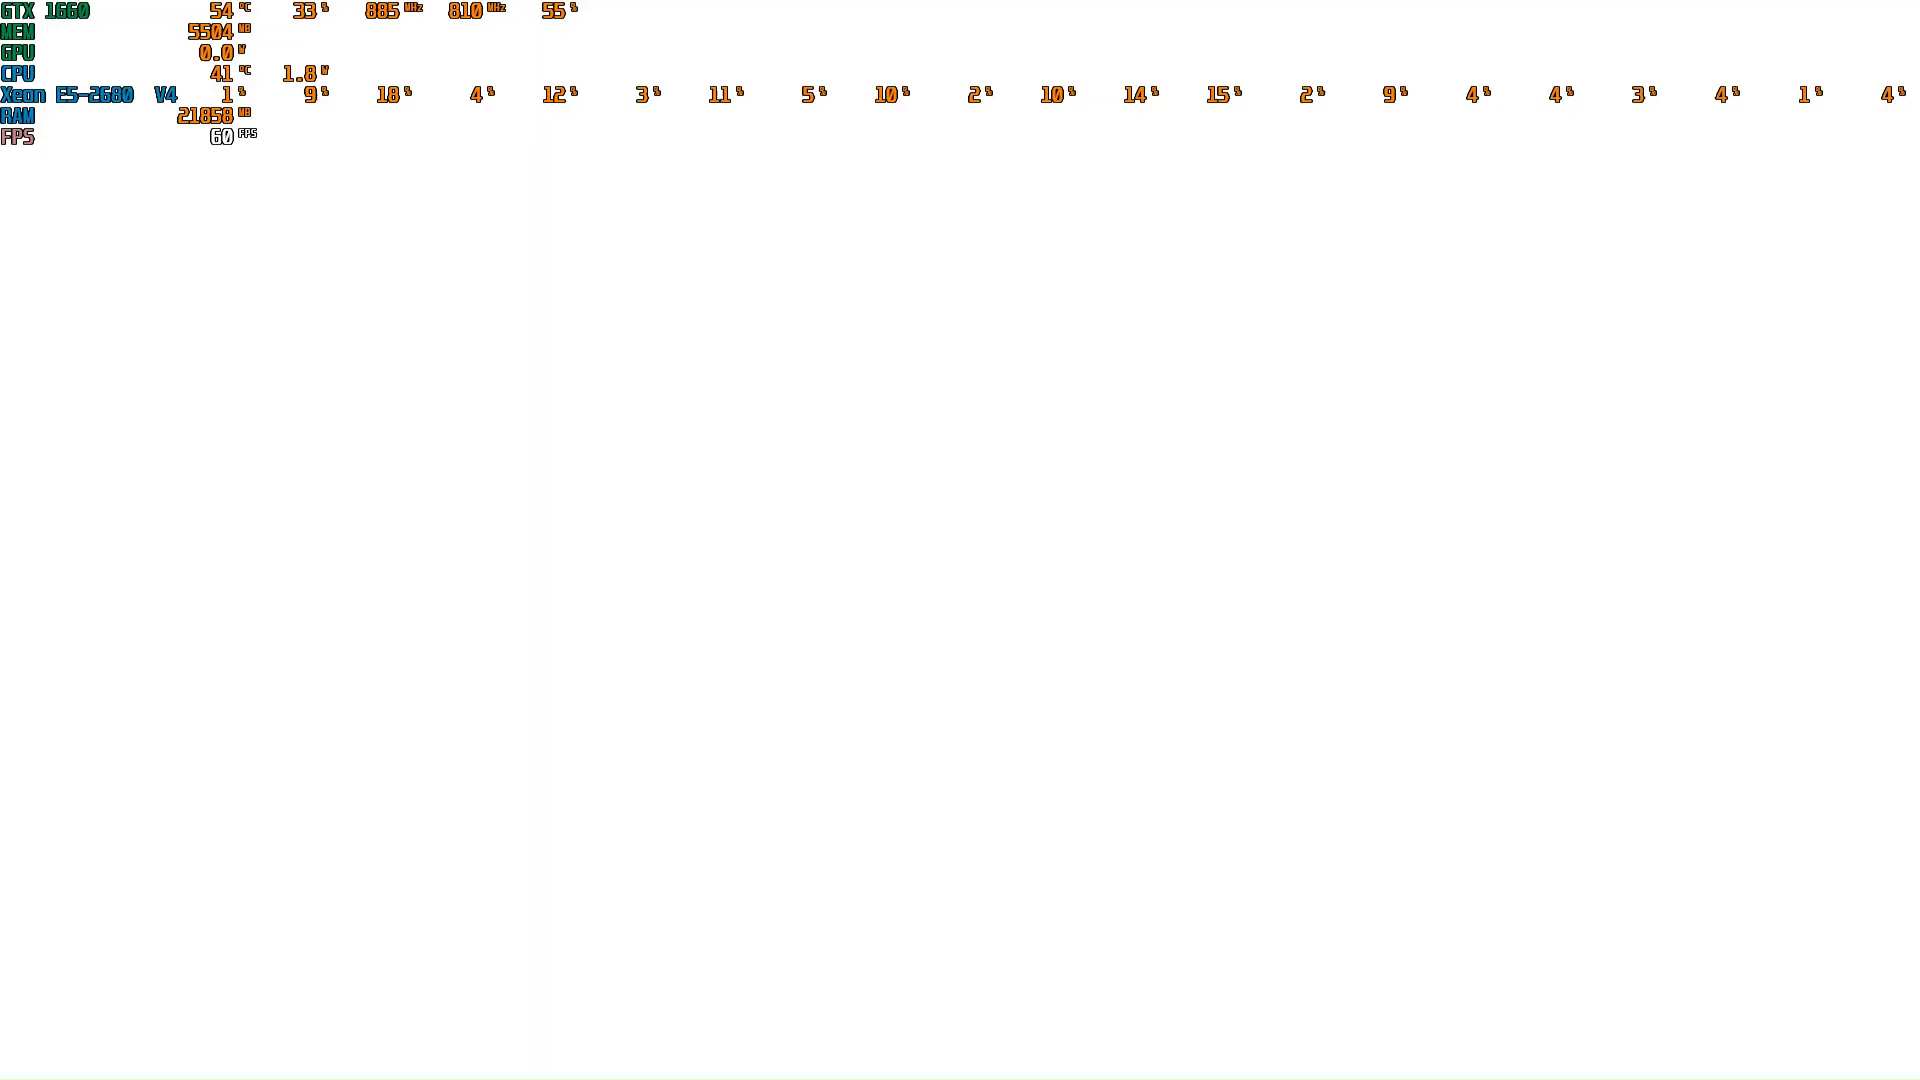 GTX 1660 54 °C 33 % 885 MHz 810 MHz 55 %
MEM 5504 MB
GPU 0.0 W
CPU 41 °C 1.8 W
Xeon E5-2680 V4 1 % 9 % 18 % 4 % 12 % 3 % 11 % 5 % 10 % 2 % 10 % 14 % 15 % 2 % 9 % 4 % 4 % 3 % 4 % 1 % 4 %
RAM 21858 MB
FPS 60 FPS